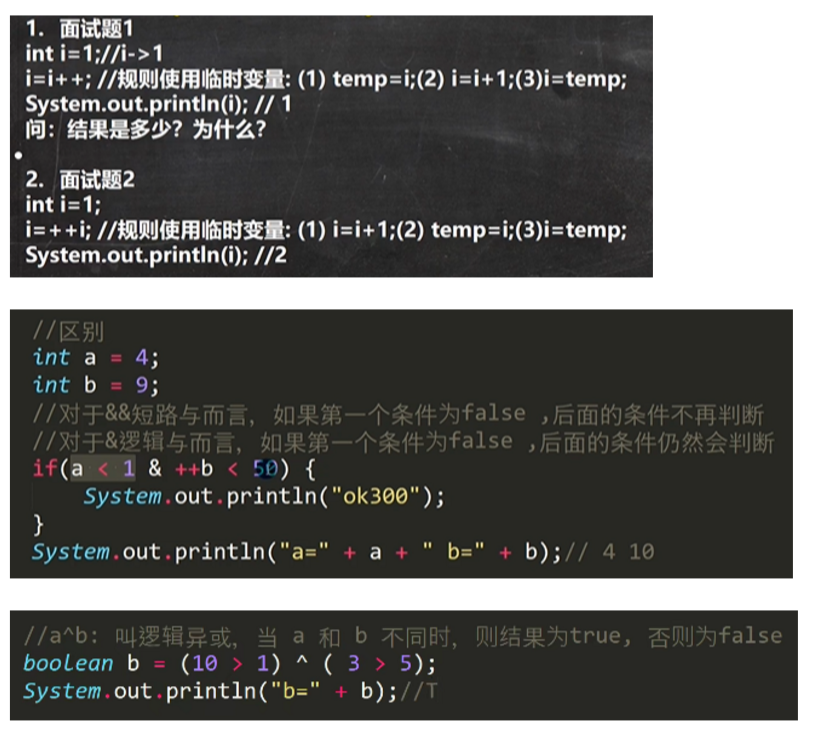 1. 面试题1
int i=1;//i->1
i=i++; //规则使用临时变量: (1) temp=i;(2) i=i+1;(3)i=temp;
System.out.println(i); // 1
问：结果是多少？为什么？
2. 面试题2
int i=1;
i=++i; //规则使用临时变量: (1) i=i+1;(2) temp=i;(3)i=temp;
System.out.println(i); //2
//区别
int a = 4;
int b = 9;
//对于&&短路与而言，如果第一个条件为false ,后面的条件不再判断
//对于&逻辑与而言，如果第一个条件为false ,后面的条件仍然会判断
if(a < 1 & ++b < 50) {
System.out.println("ok300");
}
System.out.println("a=" + a + " b=" + b);// 4 10
//a^b: 叫逻辑异或，当 a 和 b 不同时，则结果为true, 否则为false
boolean b = (10 > 1) ^ ( 3 > 5);
System.out.println("b=" + b);//T